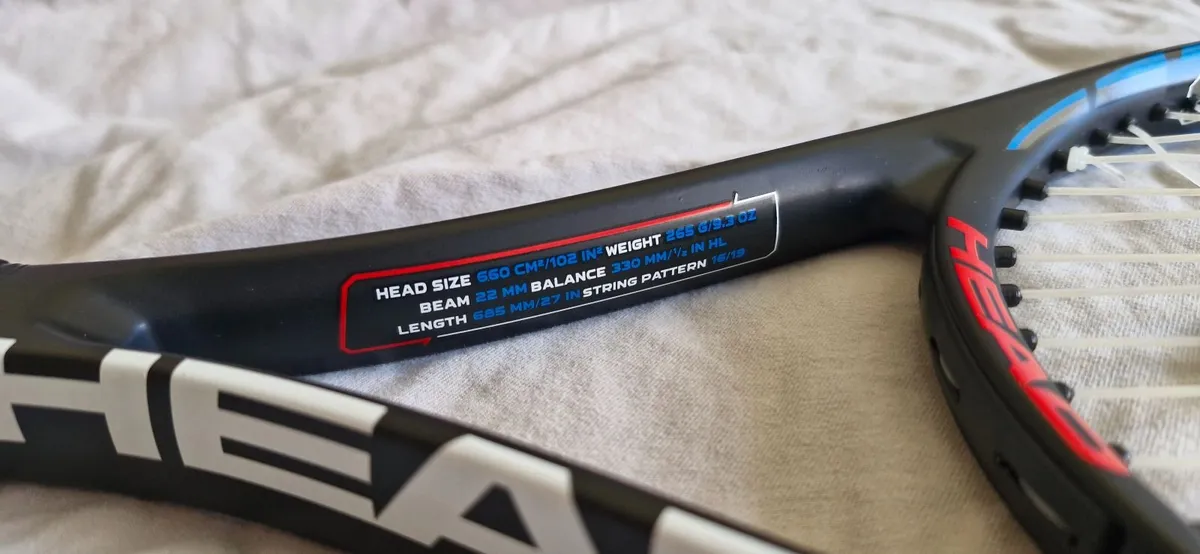 HEAD SIZE 660 CM²/102 IN² WEIGHT 265 G/9.3 OZ
BEAM 22 MM BALANCE 330 MM/½ IN HL
LENGTH 685 MM/27 IN STRING PATTERN 16/19
HEAD
HEA